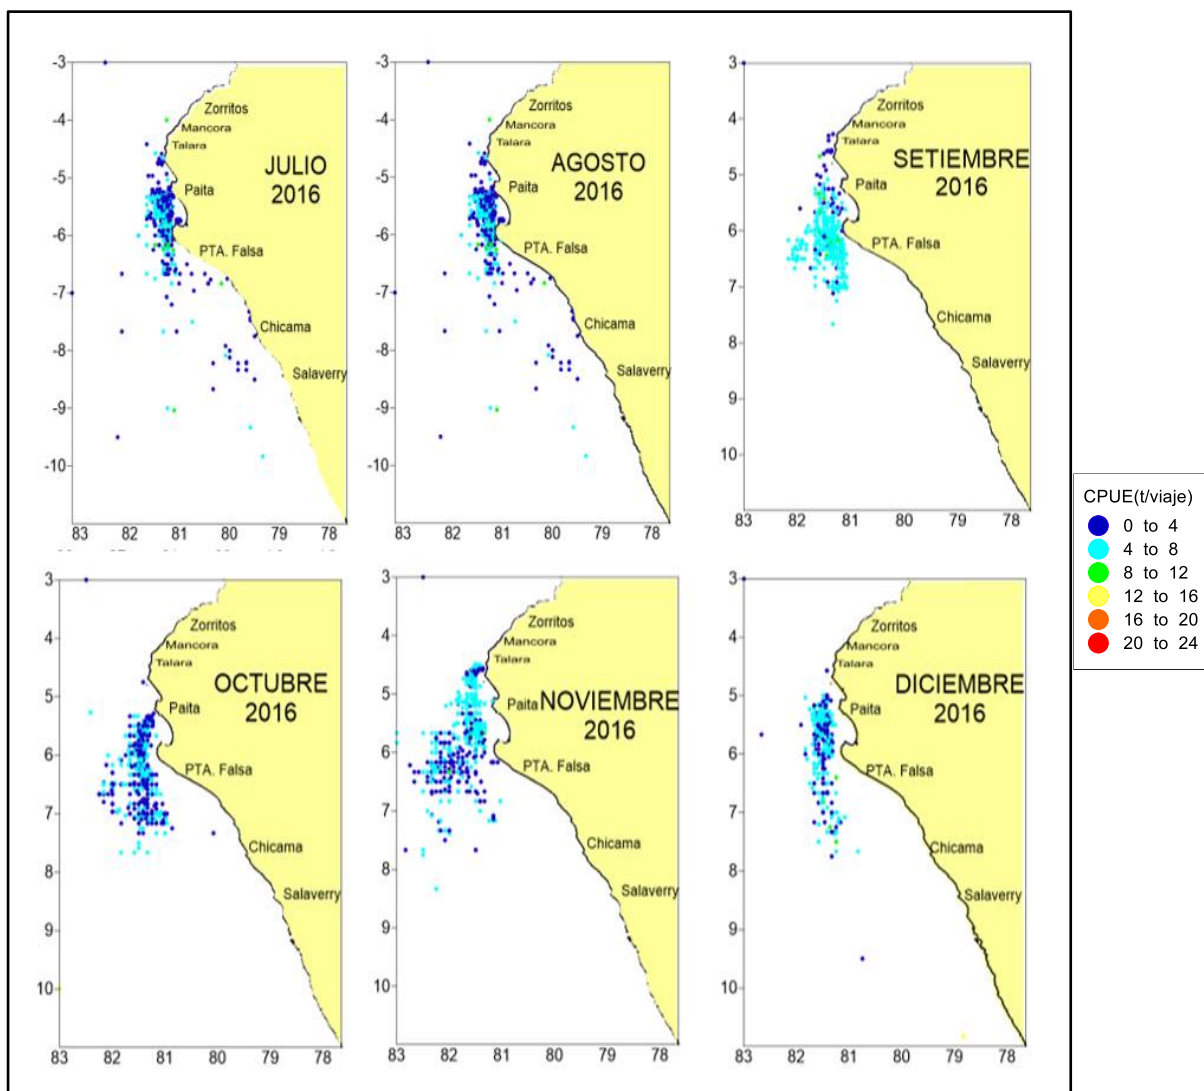 -3
-4
-5
-6
-7
-8
-9
-10
Zorritos
Mancora
Talara
JULIO
2016
Paita
PTA. Falsa
Chicama
Salaverry
83 82 81 80 79 78
-3
-4
-5
-6
-7
-8
-9
-10
Zorritos
Mancora
Talara
AGOSTO
2016
Paita
PTA. Falsa
Chicama
Salaverry
83 82 81 80 79 78
3
4
5
6
7
8
9
10
Zorritos
Mancora
Talara
SETIEMBRE
2016
Paita
PTA. Falsa
Chicama
Salaverry
83 82 81 80 79 78
CPUE(t/viaje)
0 to 4
4 to 8
8 to 12
12 to 16
16 to 20
20 to 24
3
4
5
6
7
8
9
10
Zorritos
Mancora
Talara
OCTUBRE
2016
Paita
PTA. Falsa
Chicama
Salaverry
83 82 81 80 79 78
3
4
5
6
7
8
9
10
Zorritos
Mancora
Talara
Paita
NOVIEMBRE
2016
PTA. Falsa
Chicama
Salaverry
83 82 81 80 79 78
3
4
5
6
7
8
9
10
Zorritos
Mancora
Talara
DICIEMBRE
2016
Paita
PTA. Falsa
Chicama
Salaverry
83 82 81 80 79 78